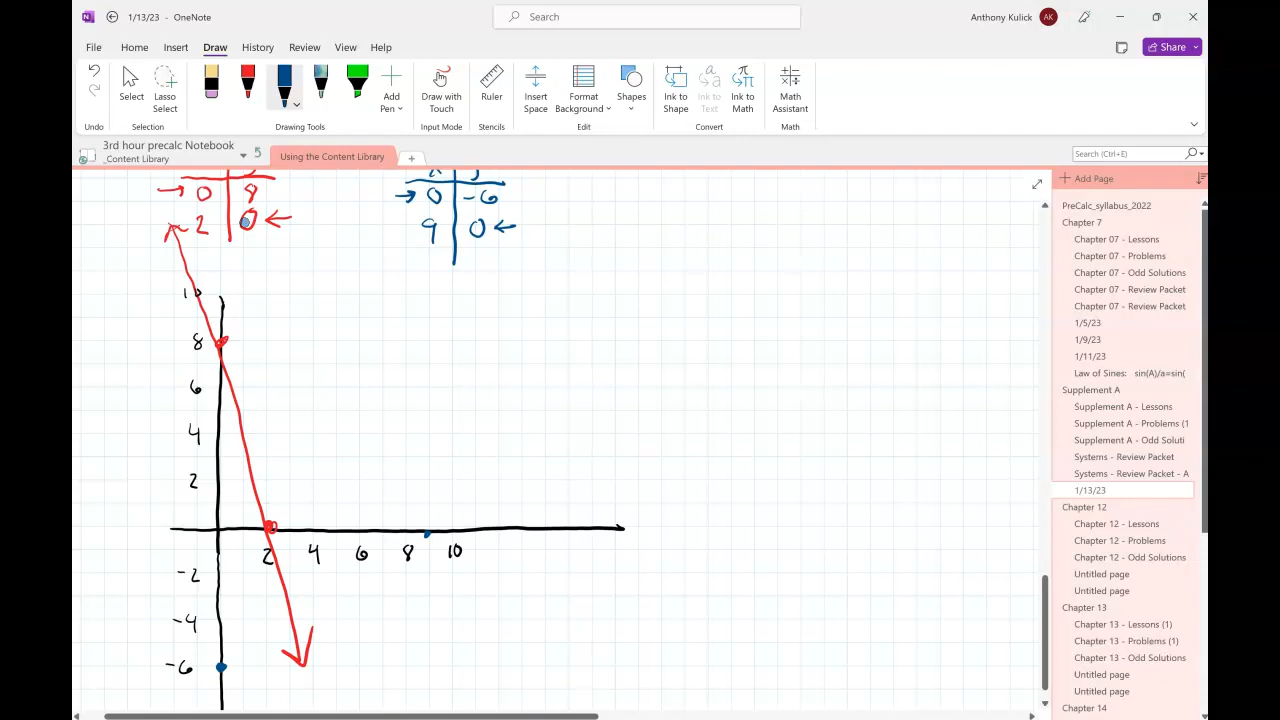 1/13/23 - OneNote
Search
Anthony Kulick
AK
File Home Insert Draw History Review View Help
Share
Undo
Select
Lasso Select
Add Pen
Draw with Touch
Ruler
Insert Space
Format Background
Shapes
Ink to Shape
Ink to Text
Ink to Math
Math Assistant
Undo Selection Drawing Tools Input Mode Stencils Edit Convert Math
3rd hour precalc Notebook
_Content Library
Using the Content Library
+
Search (Ctrl+E)
Add Page
PreCalc_syllabus_2022
Chapter 7
Chapter 07 - Lessons
Chapter 07 - Problems
Chapter 07 - Odd Solutions
Chapter 07 - Review Packet
Chapter 07 - Review Packet
1/5/23
1/9/23
1/11/23
Law of Sines: sin(A)/a=sin(
Supplement A
Supplement A - Lessons
Supplement A - Problems (1
Supplement A - Odd Soluti
Systems - Review Packet
Systems - Review Packet - A
1/13/23
Chapter 12
Chapter 12 - Lessons
Chapter 12 - Problems
Chapter 12 - Odd Solutions
Untitled page
Untitled page
Chapter 13
Chapter 13 - Lessons (1)
Chapter 13 - Problems (1)
Chapter 13 - Odd Solutions
Untitled page
Untitled page
Chapter 14
→ 0 8
2 0 ←
→ 0 -6
9 0 ←
10
8
6
4
2
2 4 6 8 10
-2
-4
-6